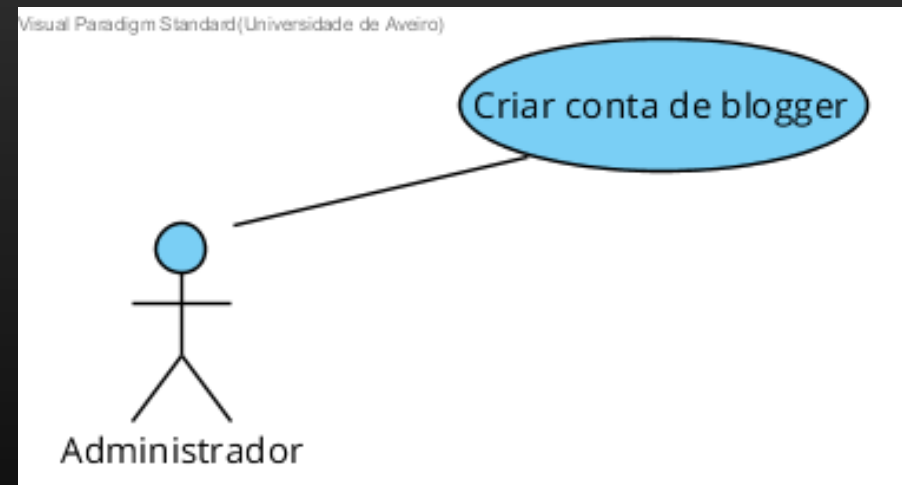 Visual Paradigm Standard(Universidade de Aveiro)
Criar conta de blogger
Administrador